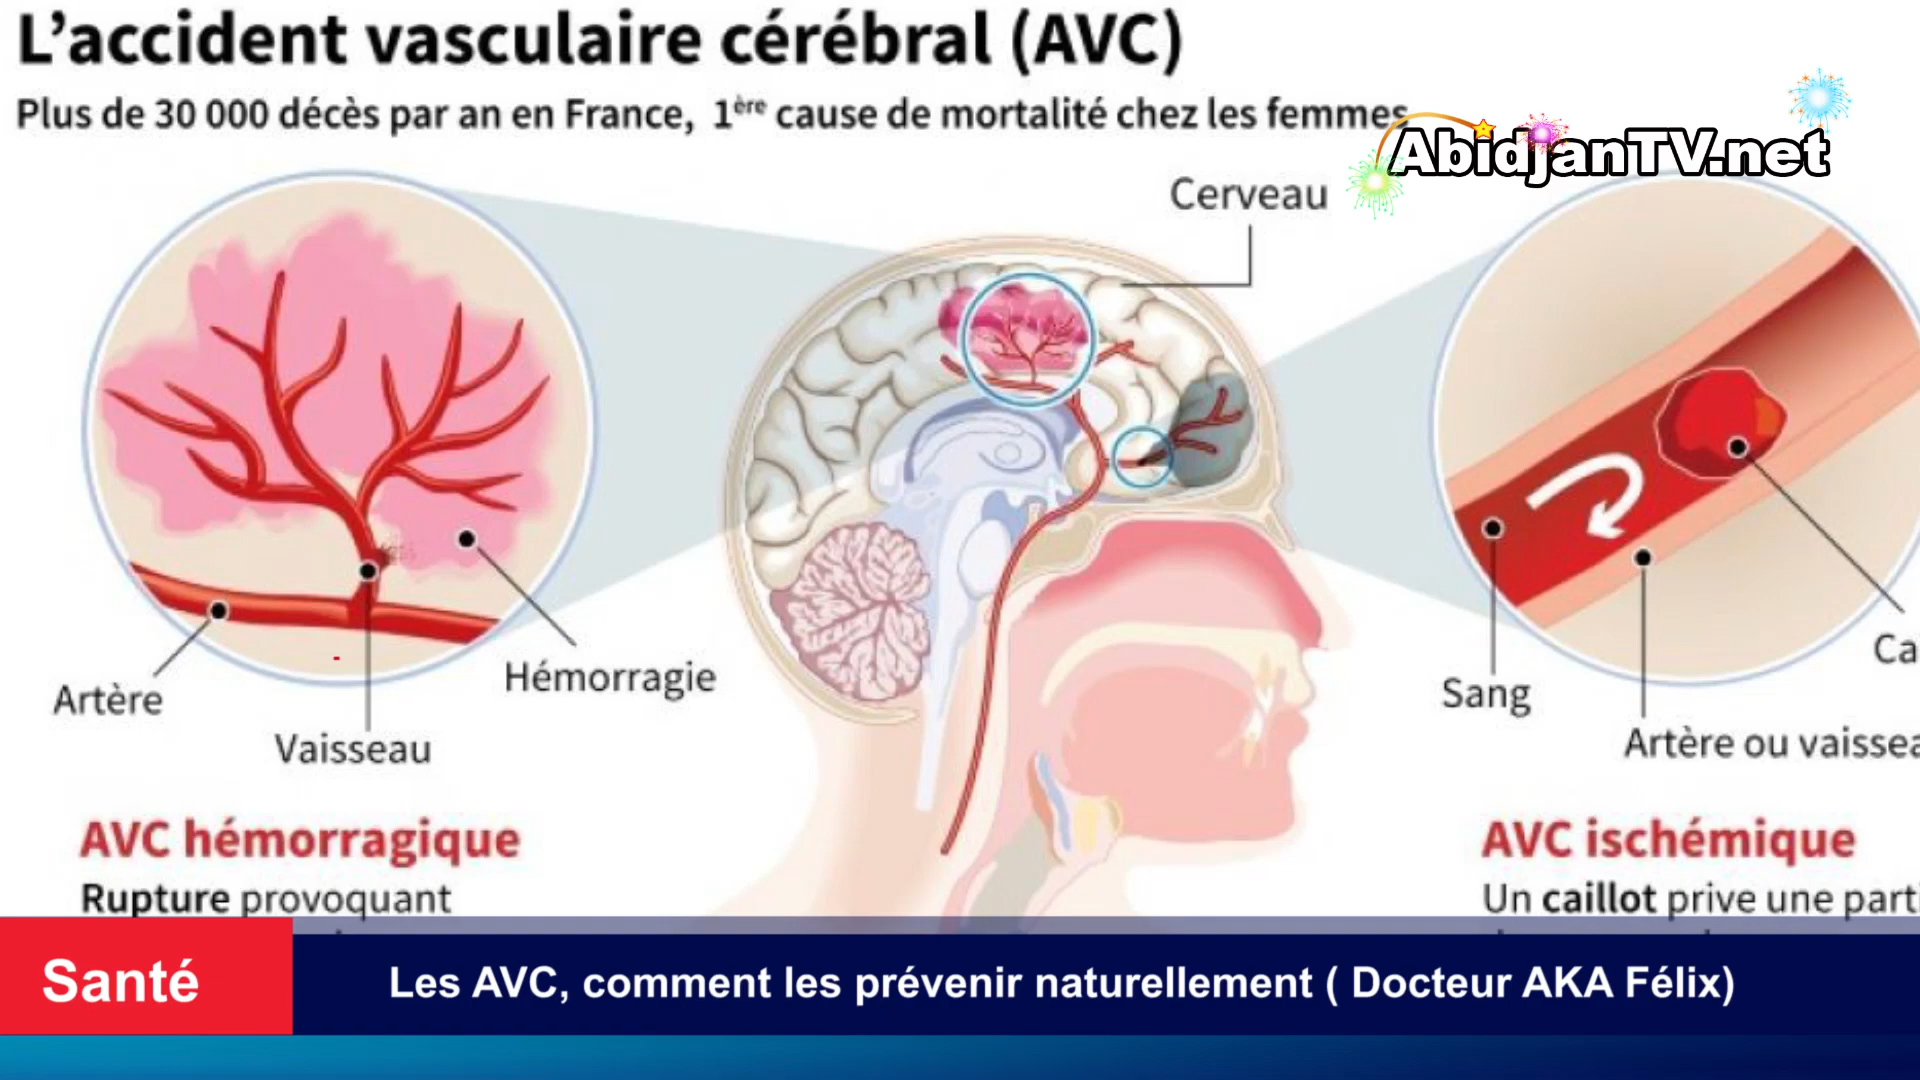 L’accident vasculaire cérébral (AVC)
Plus de 30 000 décès par an en France, 1ère cause de mortalité chez les femmes
AbidjanTV.net
Cerveau
Artère
Vaisseau
Hémorragie
Sang
Artère ou vaissea
Ca
AVC hémorragique
Rupture provoquant
AVC ischémique
Un caillot prive une parti
Santé
Les AVC, comment les prévenir naturellement ( Docteur AKA Félix)